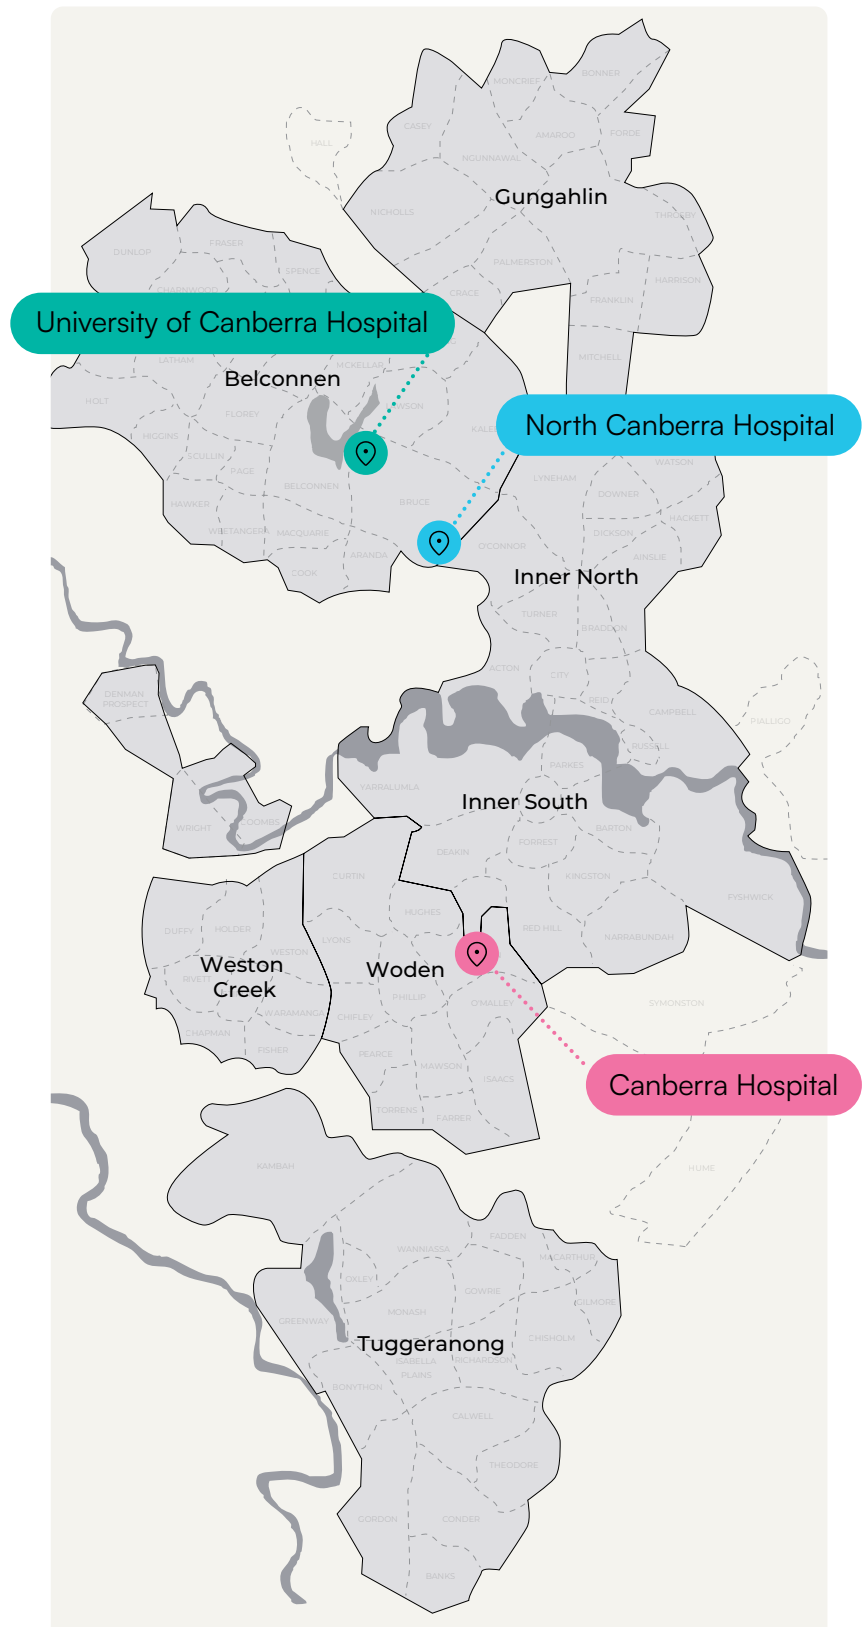 BONNER
MONCRIEF
CASEY
AMAROO
FORDE
HALL
NGUNNAWAL
Gungahlin
NICHOLLS
THROSBY
FRASER
DUNLOP
PALMERSTON
SPENCE
HARRISON
CHARNWOOD
CRACE
FRANKLIN
University of Canberra Hospital
MITCHELL
LATHAM
MCKELLAR
Belconnen
HOLT
LAWSON
FLOREY
North Canberra Hospital
KALEEN
HIGGINS
SCULLIN
WATSON
PAGE
LYNEHAM
BELCONNEN
DOWNER
HAWKER
BRUCE
HACKETT
WEETANGERA
MACQUARIE
DICKSON
O'CONNOR
ARANDA
AINSLIE
COOK
Inner North
TURNER
BRADDON
ACTON
CITY
DENMAN
PROSPECT
REID
CAMPBELL
PIALLIGO
RUSSELL
PARKES
YARRALUMLA
Inner South
WRIGHT
COOMBS
BARTON
FORREST
DEAKIN
CURTIN
KINGSTON
FYSHWICK
HUGHES
DUFFY
HOLDER
RED HILL
LYONS
NARRABUNDAH
WESTON
Weston
Creek
Woden
RIVETT
PHILLIP
O'MALLEY
SYMONSTON
WARAMANGA
CHIFLEY
CHAPMAN
FISHER
PEARCE
MAWSON
ISAACS
Canberra Hospital
TORRENS
FARRER
KAMBAH
HUME
FADDEN
WANNIASSA
MACARTHUR
OXLEY
GOWRIE
GILMORE
MONASH
GREENWAY
CHISHOLM
Tuggeranong
ISABELLA
PLAINS
RICHARDSON
BONYTHON
CALWELL
THEODORE
GORDON
CONDER
BANKS